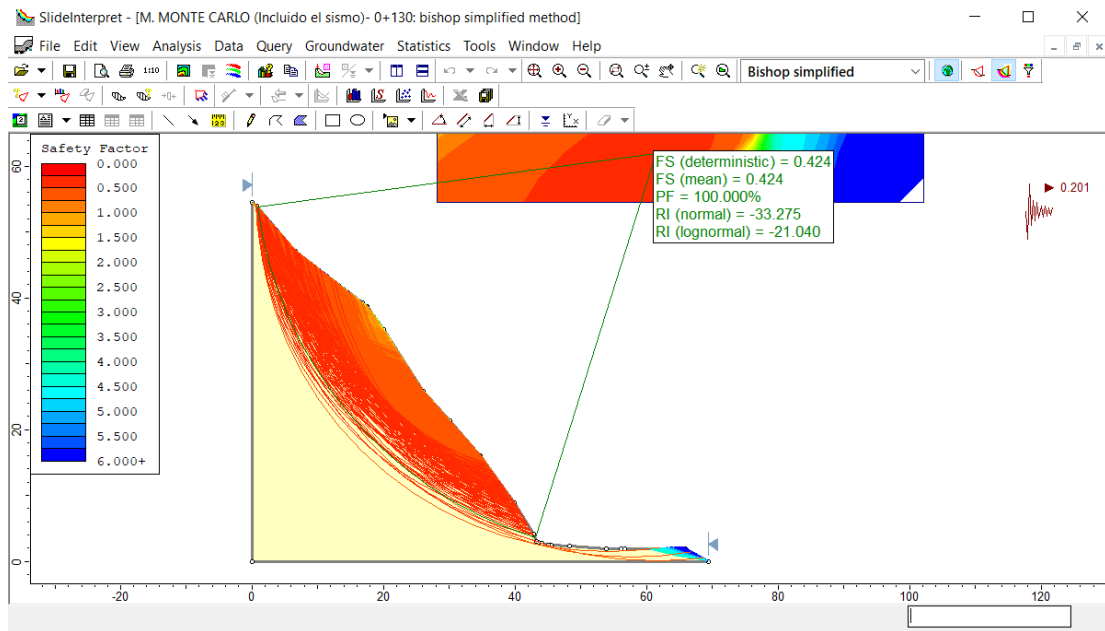 SlideInterpret - [M. MONTE CARLO (Incluido el sismo)- 0+130: bishop simplified method]
File Edit View Analysis Data Query Groundwater Statistics Tools Window Help
1:10
Bishop simplified
Safety Factor
0.000
0.500
1.000
1.500
2.000
2.500
3.000
3.500
4.000
4.500
5.000
5.500
6.000+
FS (deterministic) = 0.424
FS (mean) = 0.424
PF = 100.000%
RI (normal) = -33.275
RI (lognormal) = -21.040
0.201
60
40
20
0
-20 0 20 40 60 80 100 120